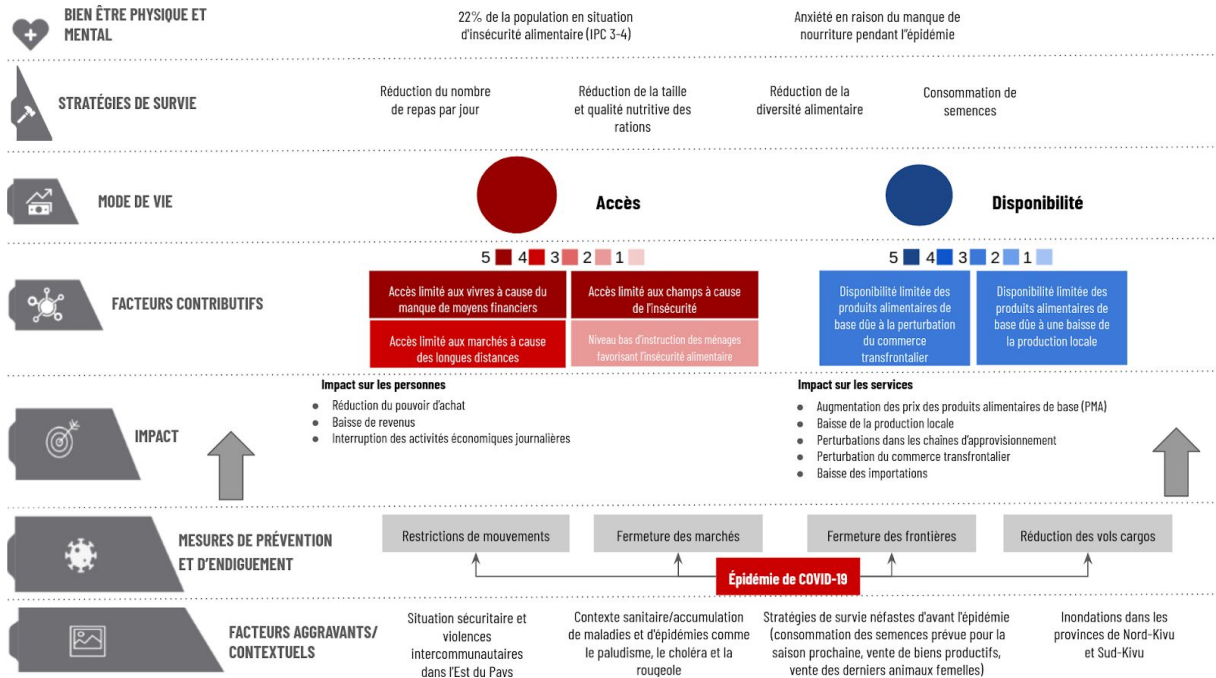 BIEN ÊTRE PHYSIQUE ET
MENTAL
22% de la population en situation
d'insécurité alimentaire (IPC 3-4)
Anxiété en raison du manque de
nourriture pendant l"épidémie
STRATÉGIES DE SURVIE
Réduction du nombre
de repas par jour
Réduction de la taille
et qualité nutritive des
rations
Réduction de la
diversité alimentaire
Consommation de
semences
MODE DE VIE
Accès
Disponibilité
5 4 3 2 1
5 4 3 2 1
FACTEURS CONTRIBUTIFS
Accès limité aux vivres à cause du
manque de moyens financiers
Accès limité aux champs à cause
de l'insécurité
Accès limité aux marchés à cause
des longues distances
Niveau bas d'instruction des ménages
favorisant l'insécurité alimentaire
Disponibilité limitée des
produits alimentaires de
base dûe à la perturbation
du commerce
transfrontalier
Disponibilité limitée des
produits alimentaires de
base dûe à une baisse de
la production locale
IMPACT
Impact sur les personnes
● Réduction du pouvoir d'achat
● Baisse de revenus
● Interruption des activités économiques journalières
Impact sur les services
● Augmentation des prix des produits alimentaires de base (PMA)
● Baisse de la production locale
● Perturbations dans les chaînes d'approvisionnement
● Perturbation du commerce transfrontalier
● Baisse des importations
MESURES DE PRÉVENTION
ET D'ENDIGUEMENT
Restrictions de mouvements
Fermeture des marchés
Fermeture des frontières
Réduction des vols cargos
Épidémie de COVID-19
FACTEURS AGGRAVANTS/
CONTEXTUELS
Situation sécuritaire et
violences
intercommunautaires
dans l'Est du Pays
Contexte sanitaire/accumulation
de maladies et d'épidémies comme
le paludisme, le choléra et la
rougeole
Stratégies de survie néfastes d'avant l'épidémie
(consommation des semences prévue pour la
saison prochaine, vente de biens productifs,
vente des derniers animaux femelles)
Inondations dans les
provinces de Nord-Kivu
et Sud-Kivu